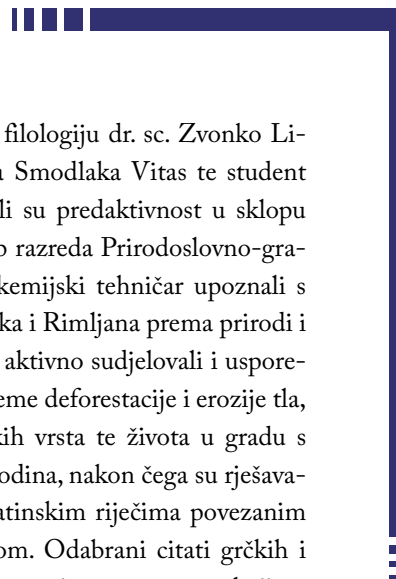 filologiju dr. sc. Zvonko Li-
Smodlaka Vitas te student
li su predaktivnost u sklopu
razreda Prirodoslovno-gra-
kemijski tehničar upoznali s
ka i Rimljana prema prirodi i
aktivno sudjelovali i uspore-
eme deforestacije i erozije tla,
kih vrsta te života u gradu s
odina, nakon čega su rješava-
atinskim riječima povezanim
om. Odabrani citati grčkih i